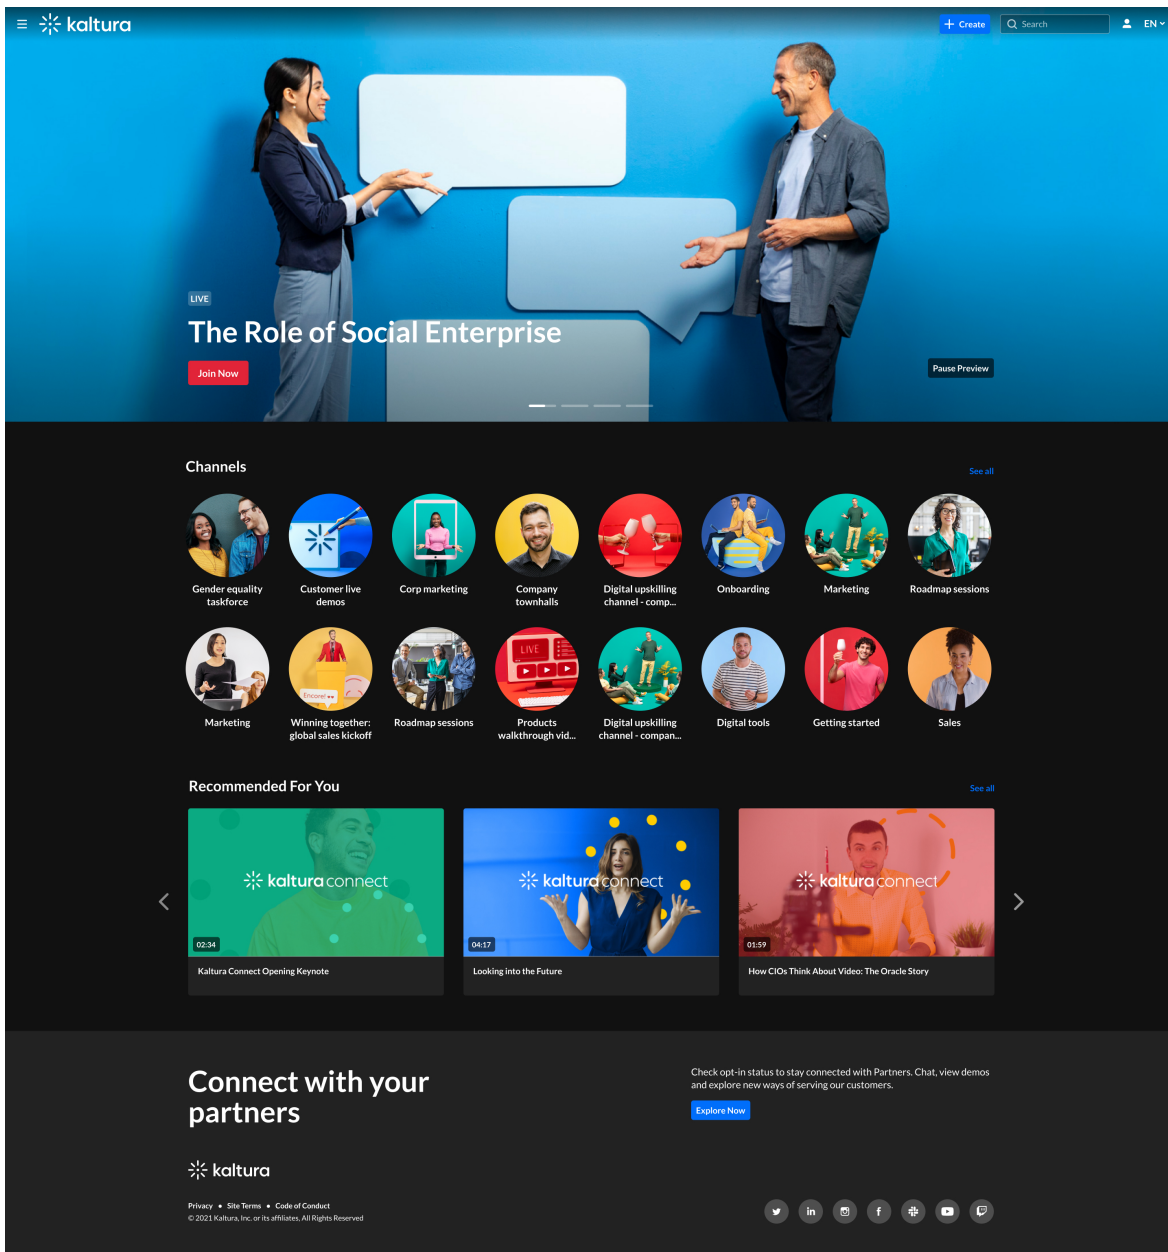 kaltura
Create
Search
EN
LIVE
The Role of Social Enterprise
Join Now
Pause Preview
Channels
See all
Gender equality
taskforce
Customer live
demos
Corp marketing
Company
townhalls
Digital upskilling
channel - comp...
Onboarding
Marketing
Roadmap sessions
LIVE
Encore!
Marketing
Winning together:
global sales kickoff
Roadmap sessions
Products
walkthrough vid...
Digital upskilling
channel - compan...
Digital tools
Getting started
Sales
Recommended For You
See all
kaltura connect
02:34
Kaltura Connect Opening Keynote
kaltura connect
04:17
Looking into the Future
kaltura connect
01:59
How CIOs Think About Video: The Oracle Story
Connect with your
partners
Check opt-in status to stay connected with Partners. Chat, view demos
and explore new ways of serving our customers.
Explore Now
kaltura
Privacy • Site Terms • Code of Conduct
© 2021 Kaltura, Inc. or its affiliates, All Rights Reserved
in
f